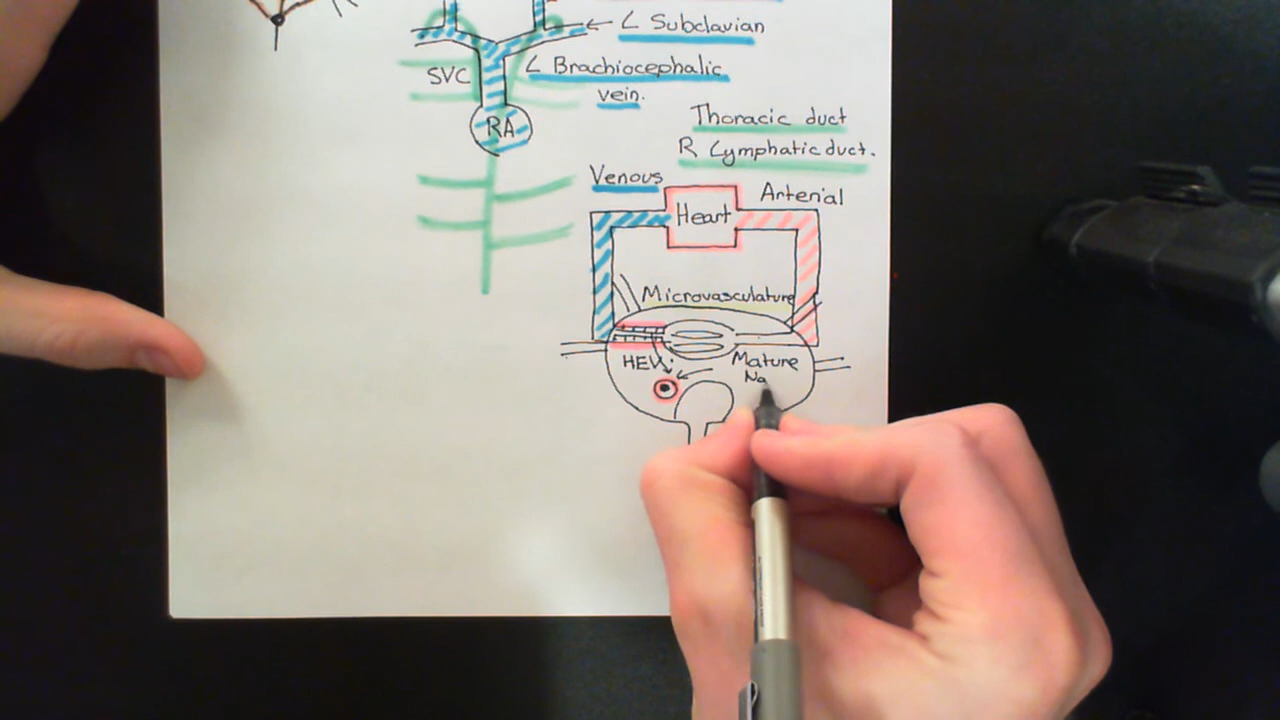 L Subclavian
SVC
L Brachiocephalic
vein.
RA
Thoracic duct
R Lymphatic duct.
Venous
Arterial
Heart
Microvasculature
HEV
Mature
Na